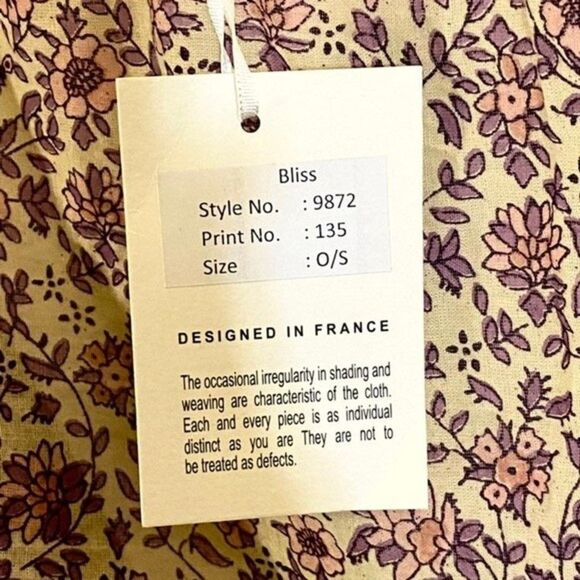 Bliss
Style No. : 9872
Print No. : 135
Size : O/S
DESIGNED IN FRANCE
The occasional irregularity in shading and
weaving are characteristic of the cloth.
Each and every piece is as individual
distinct as you are They are not to
be treated as defects.